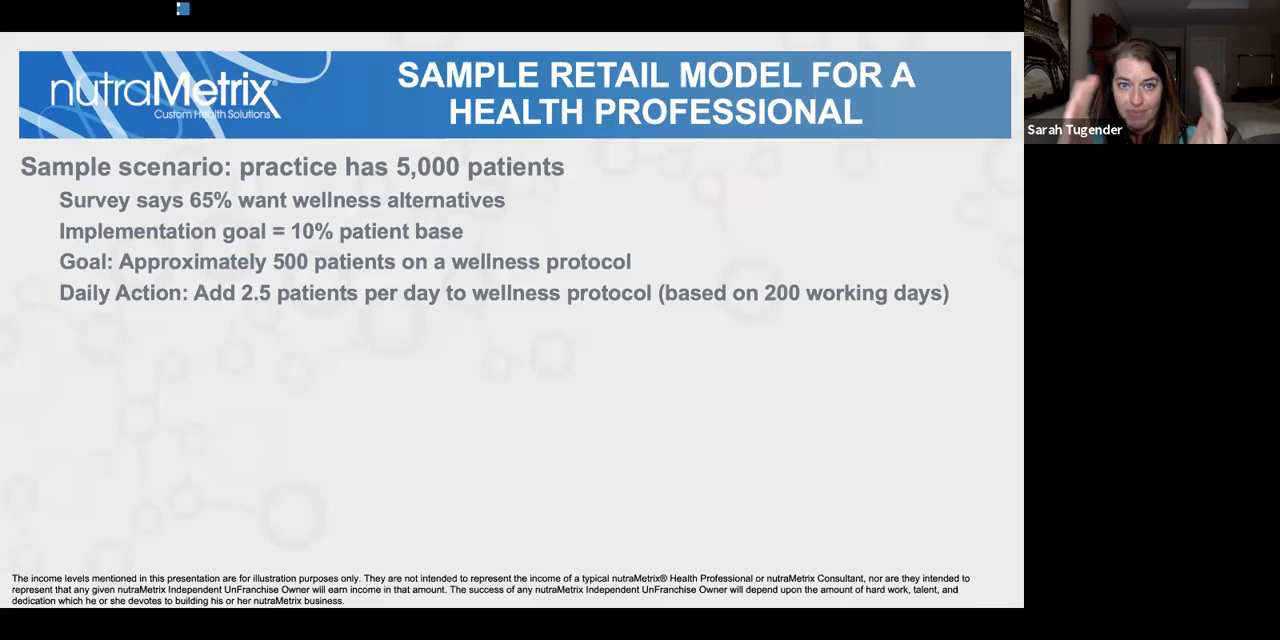 nutraMetrix®
Custom Health Solutions
SAMPLE RETAIL MODEL FOR A
HEALTH PROFESSIONAL
Sarah Tugender
Sample scenario: practice has 5,000 patients
Survey says 65% want wellness alternatives
Implementation goal = 10% patient base
Goal: Approximately 500 patients on a wellness protocol
Daily Action: Add 2.5 patients per day to wellness protocol (based on 200 working days)
The income levels mentioned in this presentation are for illustration purposes only. They are not intended to represent the income of a typical nutraMetrix® Health Professional or nutraMetrix Consultant, nor are they intended to
represent that any given nutraMetrix Independent UnFranchise Owner will earn income in that amount. The success of any nutraMetrix Independent UnFranchise Owner will depend upon the amount of hard work, talent, and
dedication which he or she devotes to building his or her nutraMetrix business.